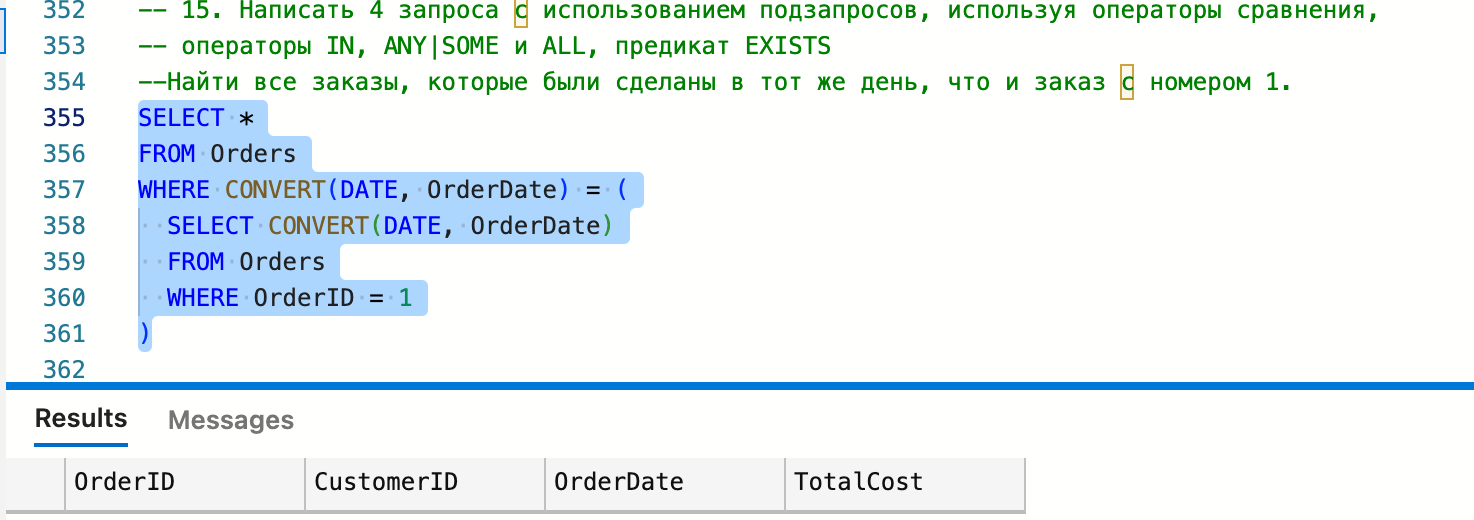 352 -- 15. Написать 4 запроса с использованием подзапросов, используя операторы сравнения,
353 -- операторы IN, ANY|SOME и ALL, предикат EXISTS
354 --Найти все заказы, которые были сделаны в тот же день, что и заказ с номером 1.
355 SELECT *
356 FROM Orders
357 WHERE CONVERT(DATE, OrderDate) = (
358 SELECT CONVERT(DATE, OrderDate)
359 FROM Orders
360 WHERE OrderID = 1
361 )
362
Results Messages
OrderID CustomerID OrderDate TotalCost